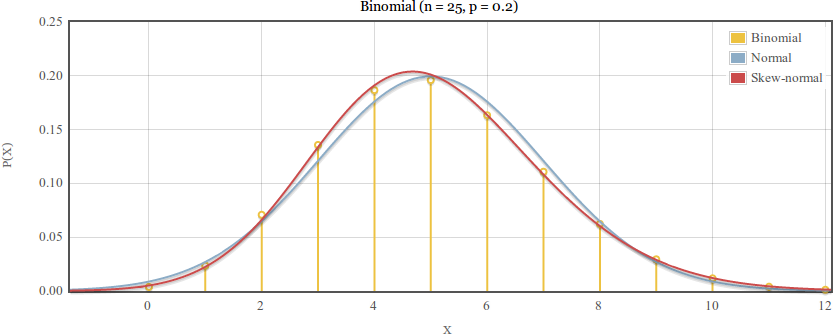 Binomial (n = 25, p = 0.2)
0.25
0.20
0.15
0.10
0.05
0.00
P(X)
Binomial
Normal
Skew-normal
0 2 4 6 8 10 12
X